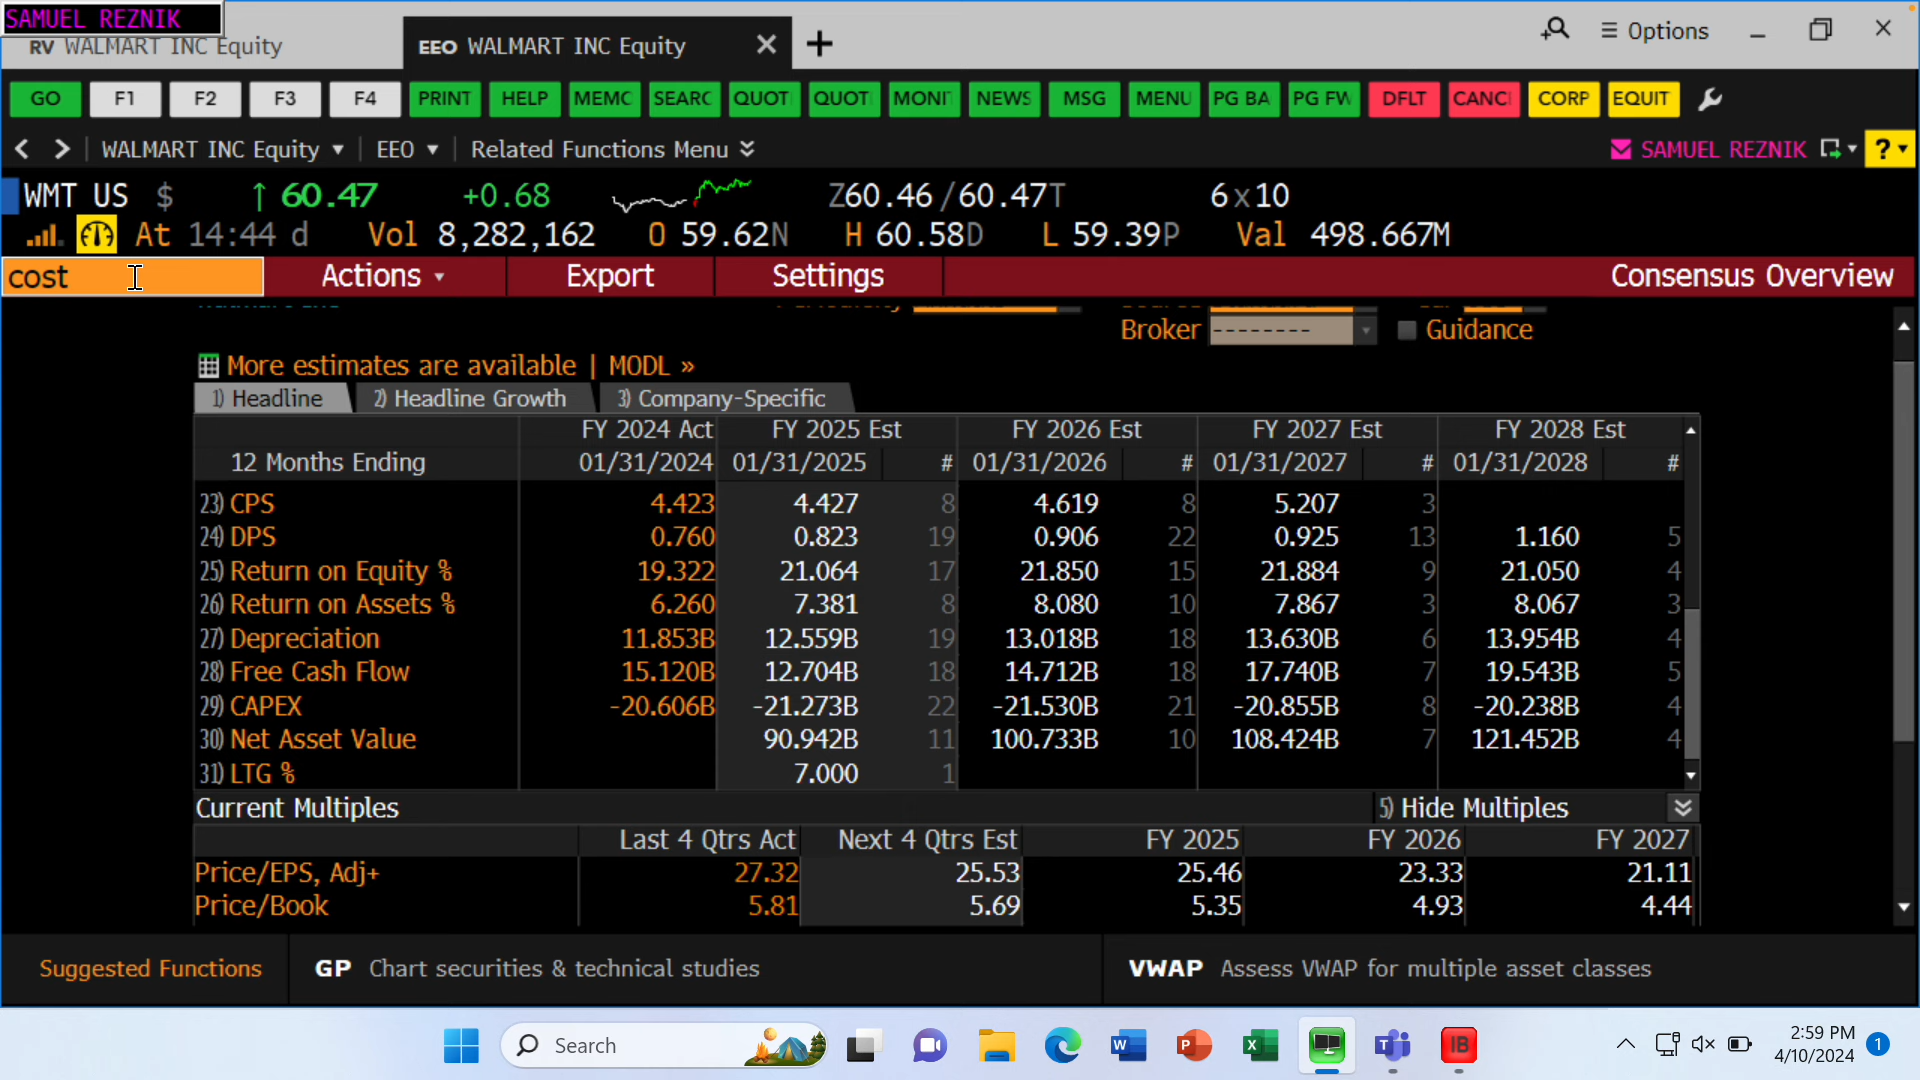 SAMUEL REZNIK
RV WALMART INC Equity
EEO WALMART INC Equity
Options
GO F1 F2 F3 F4 PRINT HELP MEMC SEARC QUOT QUOT MONI NEWS MSG MENU PG BA PG FW DFLT CANC CORP EQUIT
WALMART INC Equity EEO Related Functions Menu SAMUEL REZNIK ?
WMT US $ ↑ 60.47 +0.68 Z60.46/60.47T 6x10
At 14:44 d Vol 8,282,162 O 59.62N H 60.58D L 59.39P Val 498.667M
cost Actions Export Settings Consensus Overview
Broker -------- Guidance
More estimates are available | MODL »
1) Headline 2) Headline Growth 3) Company-Specific
FY 2024 Act FY 2025 Est FY 2026 Est FY 2027 Est FY 2028 Est
12 Months Ending 01/31/2024 01/31/2025 # 01/31/2026 # 01/31/2027 # 01/31/2028 #
23) CPS 4.423 4.427 8 4.619 8 5.207 3
24) DPS 0.760 0.823 19 0.906 22 0.925 13 1.160 5
25) Return on Equity % 19.322 21.064 17 21.850 15 21.884 9 21.050 4
26) Return on Assets % 6.260 7.381 8 8.080 10 7.867 3 8.067 3
27) Depreciation 11.853B 12.559B 19 13.018B 18 13.630B 6 13.954B 4
28) Free Cash Flow 15.120B 12.704B 18 14.712B 18 17.740B 7 19.543B 5
29) CAPEX -20.606B -21.273B 22 -21.530B 21 -20.855B 8 -20.238B 4
30) Net Asset Value 90.942B 11 100.733B 10 108.424B 7 121.452B 4
31) LTG % 7.000 1
Current Multiples 5) Hide Multiples
Last 4 Qtrs Act Next 4 Qtrs Est FY 2025 FY 2026 FY 2027
Price/EPS, Adj+ 27.32 25.53 25.46 23.33 21.11
Price/Book 5.81 5.69 5.35 4.93 4.44
Suggested Functions GP Chart securities & technical studies VWAP Assess VWAP for multiple asset classes
Search
IB
2:59 PM
4/10/2024
1